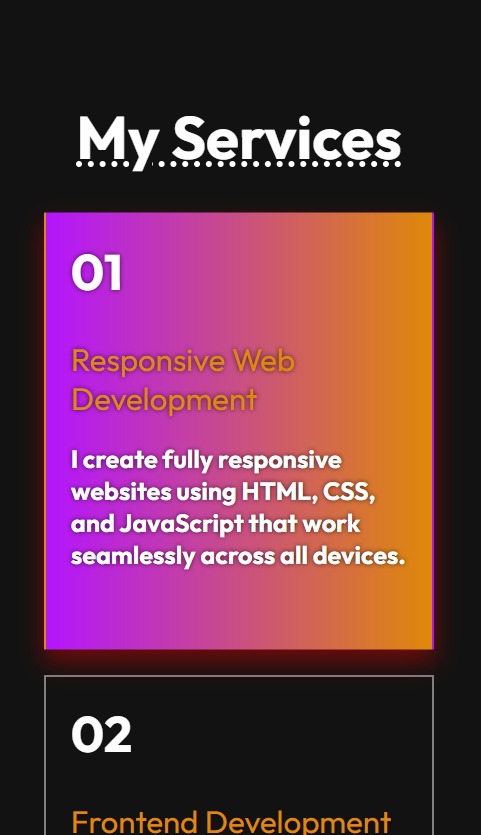 My Services
01
Responsive Web
Development
I create fully responsive
websites using HTML, CSS,
and JavaScript that work
seamlessly across all devices.
02
Frontend Development